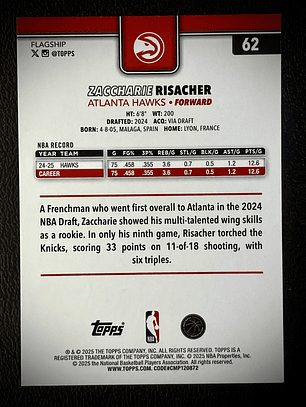 FLAGSHIP
X @TOPPS
62
ZACCHARIE RISACHER
ATLANTA HAWKS • FORWARD
HT: 6'8" WT: 200
DRAFTED: 2024 ACQ: VIA DRAFT
BORN: 4-8-05, MALAGA, SPAIN HOME: LYON, FRANCE
NBA RECORD
YEAR TEAM G FG% 3P% REB/G STL/G BLK/G AST/G PTS/G
24-25 HAWKS 75 .458 .355 3.6 0.7 0.5 1.2 12.6
CAREER 75 .458 .355 3.6 0.7 0.5 1.2 12.6
A Frenchman who went first overall to Atlanta in the 2024
NBA Draft, Zaccharie showed his multi-talented wing skills
as a rookie. In only his ninth game, Risacher torched the
Knicks, scoring 33 points on 11-of-18 shooting, with
six triples.
Topps
NBA
® & © 2025 THE TOPPS COMPANY, INC. ALL RIGHTS RESERVED. TOPPS IS A
REGISTERED TRADEMARK OF THE TOPPS COMPANY, INC. © 2025 NBA Properties, Inc.
© 2025 the National Basketball Players Association. All rights reserved.
WWW.TOPPS.COM. CODE#CMP120872